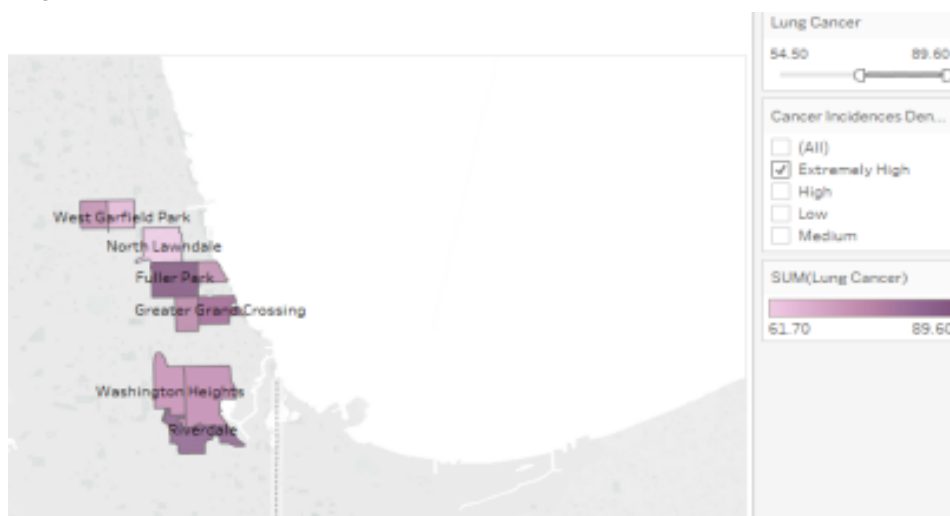 West Garfield Park
North Lawndale
Fuller Park
Greater Grand Crossing
Washington Heights
Riverdale
Lung Cancer
54.50 89.60
Cancer Incidences Den...
(All)
Extremely High
High
Low
Medium
SUM(Lung Cancer)
61.70 89.60